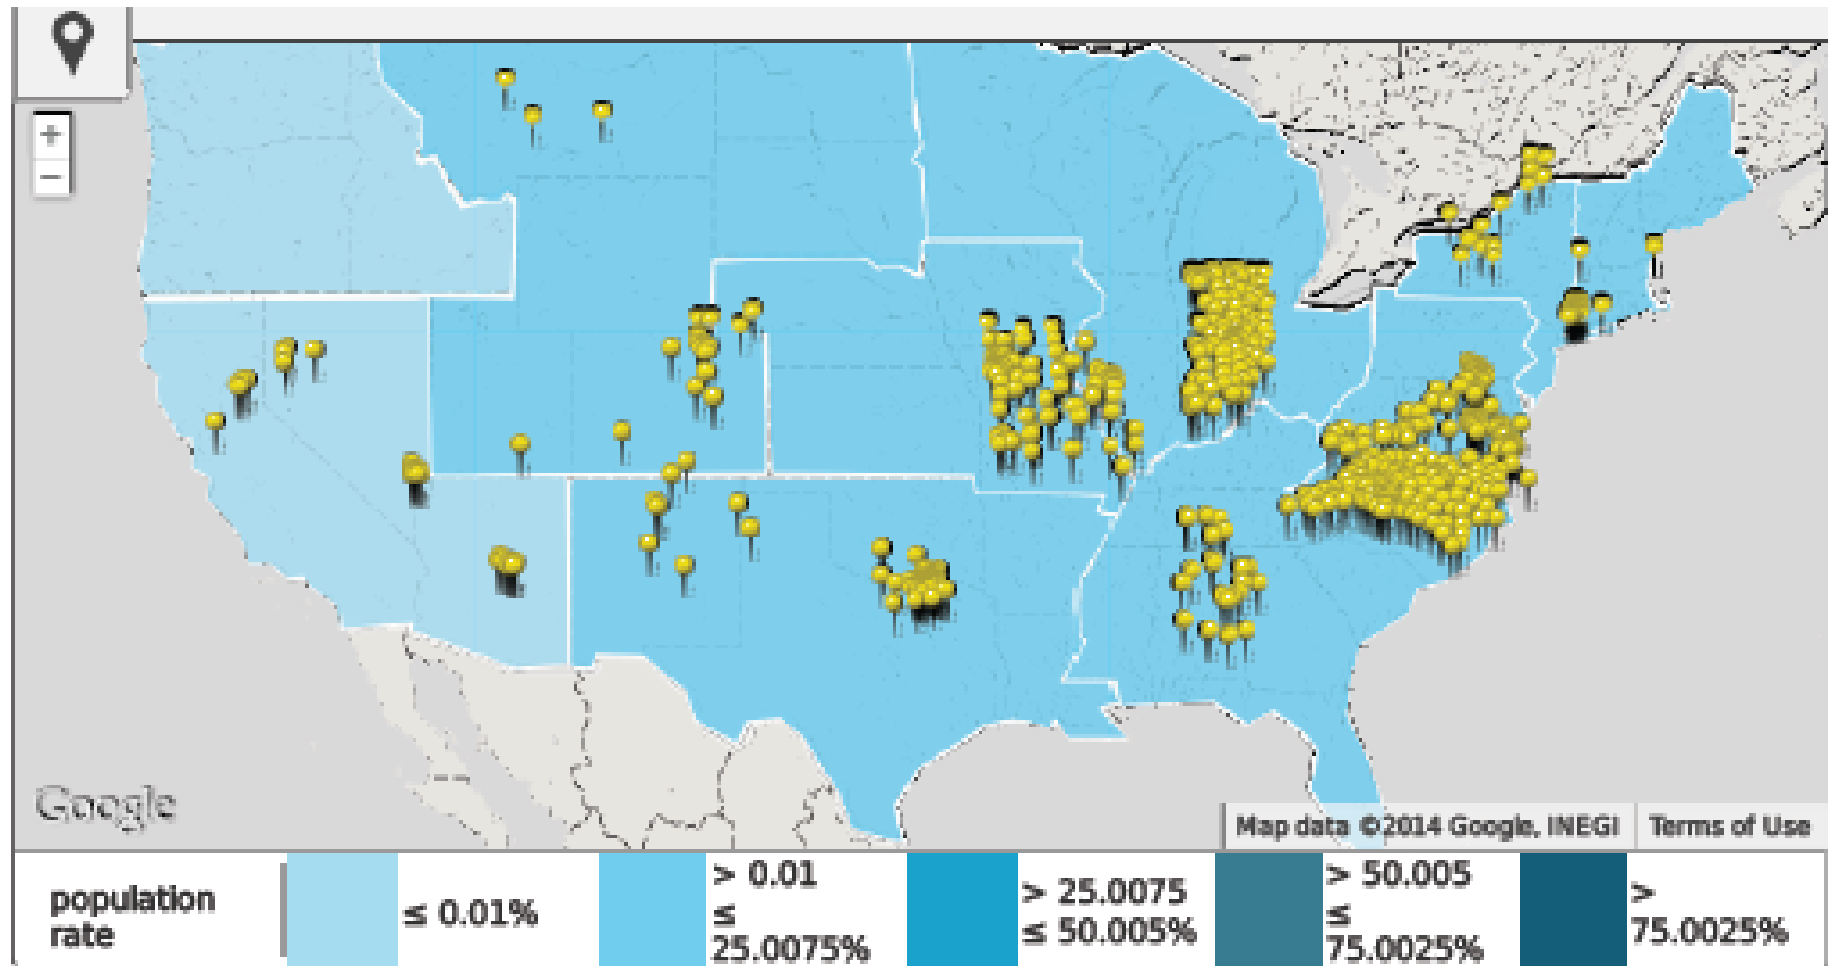 +
−
Google
Map data ©2014 Google, INEGI
Terms of Use
population
rate
≤ 0.01%
> 0.01
≤
25.0075%
> 25.0075
≤ 50.005%
> 50.005
≤
75.0025%
>
75.0025%